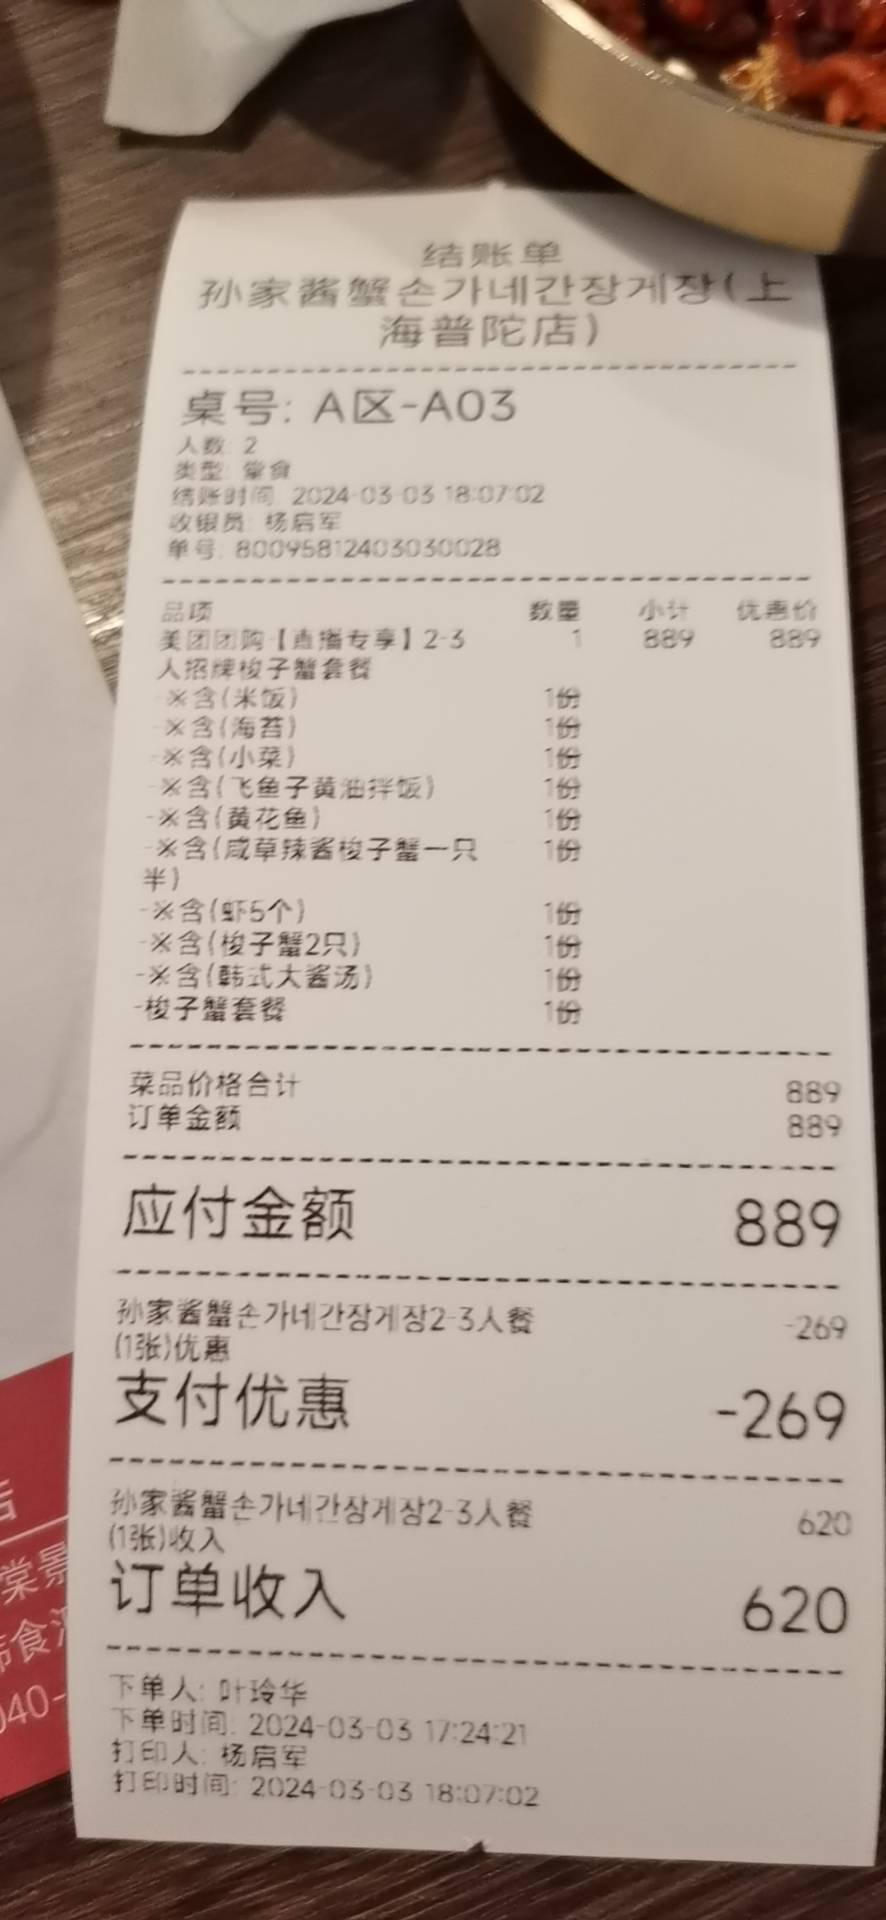 结账单
孙家酱蟹손가네간장게장(上
海普陀店)
桌号: A区-A03
人数: 2
类型: 堂食
结账时间: 2024-03-03 18:07:02
收银员: 杨启军
单号: 80095812403030028
品项 数量 小计 优惠价
美团团购【直播专享】2-3 1 889 889
人招牌梭子蟹套餐
-※含(米饭) 1份
-※含(海苔) 1份
-※含(小菜) 1份
-※含(飞鱼子黄油拌饭) 1份
-※含(黄花鱼) 1份
-※含(咸草辣酱梭子蟹一只 1份
半)
-※含(虾5个) 1份
-※含(梭子蟹2只) 1份
-※含(韩式大酱汤) 1份
-梭子蟹套餐 1份
菜品价格合计 889
订单金额 889
应付金额 889
孙家酱蟹손가네간장게장2-3人餐 -269
(1张)优惠
支付优惠 -269
孙家酱蟹손가네간장게장2-3人餐 620
(1张)收入
订单收入 620
下单人: 叶玲华
下单时间: 2024-03-03 17:24:21
打印人: 杨启军
打印时间: 2024-03-03 18:07:02
棠景
食
040-